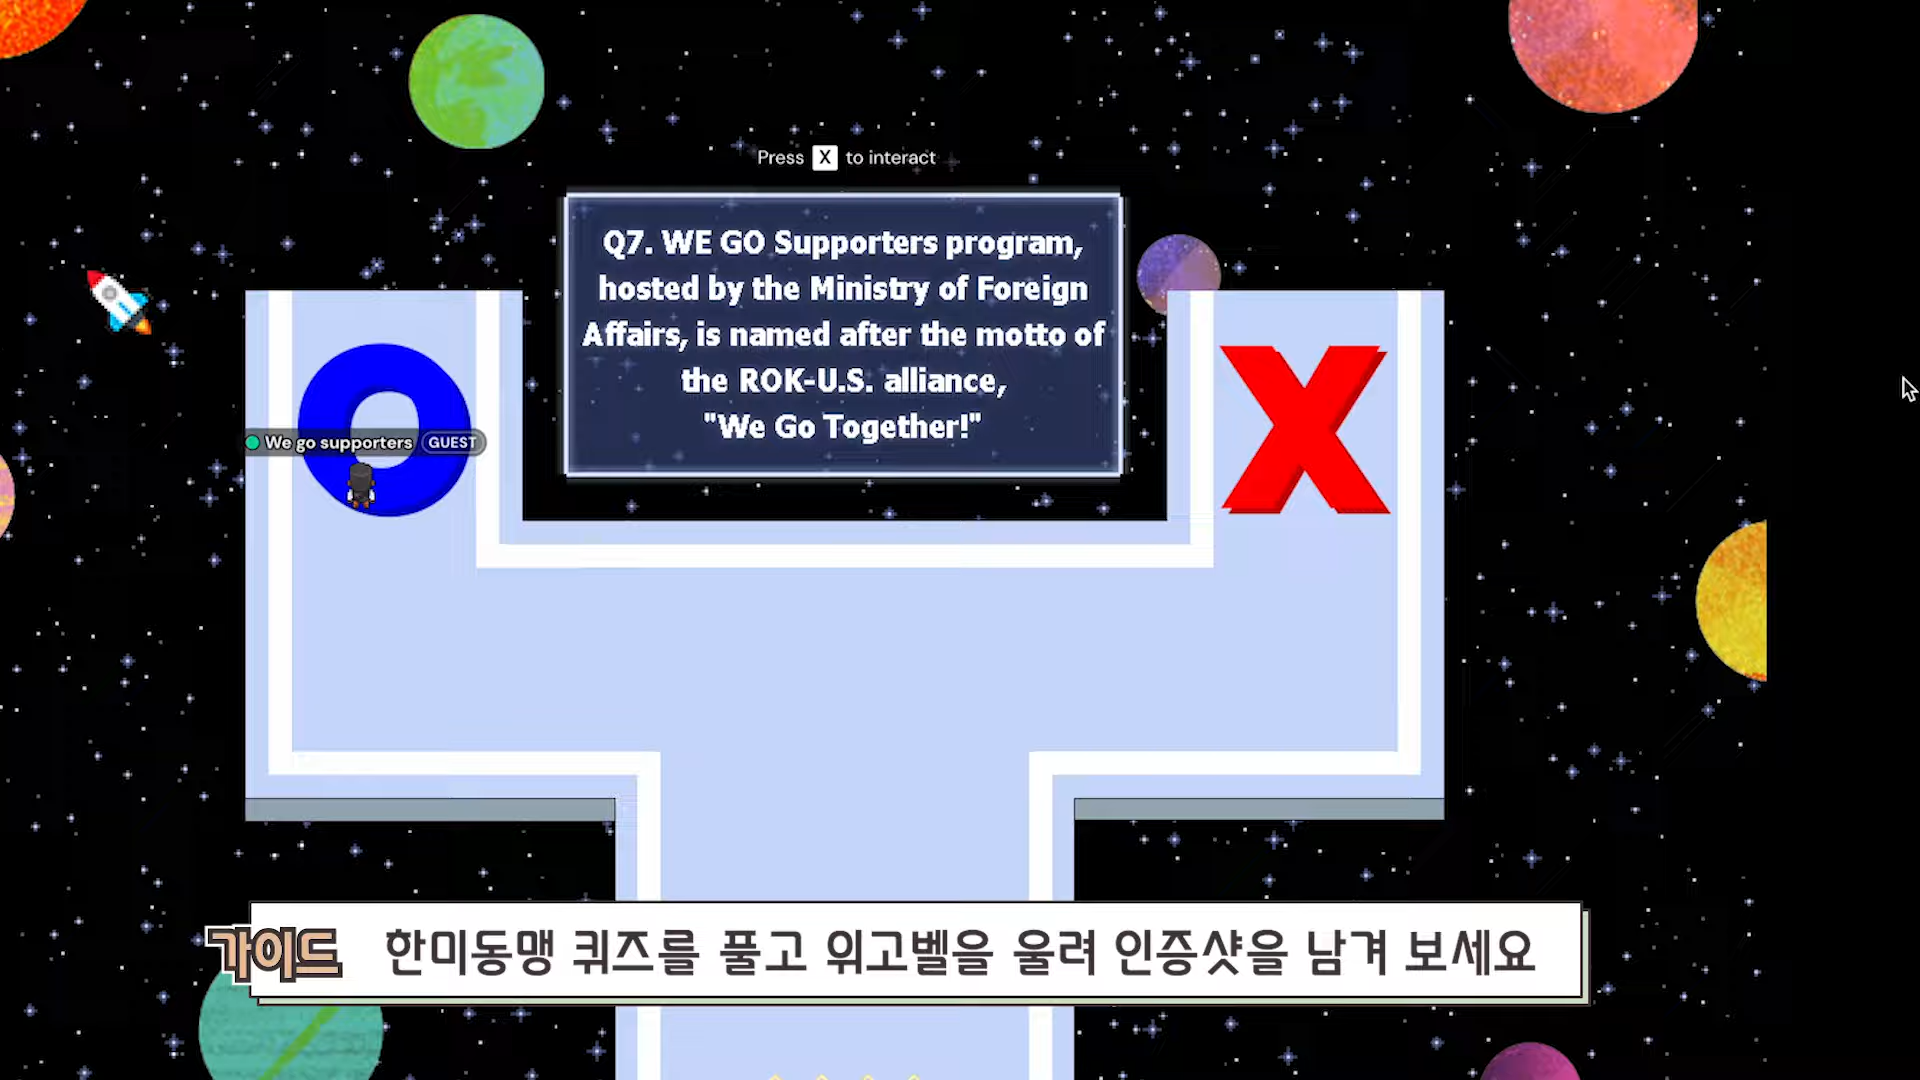 Press X to interact
Q7. WE GO Supporters program,
hosted by the Ministry of Foreign
Affairs, is named after the motto of
the ROK-U.S. alliance,
"We Go Together!"
O
X
We go supporters GUEST
가이드 한미동맹 퀴즈를 풀고 위고벨을 울려 인증샷을 남겨 보세요